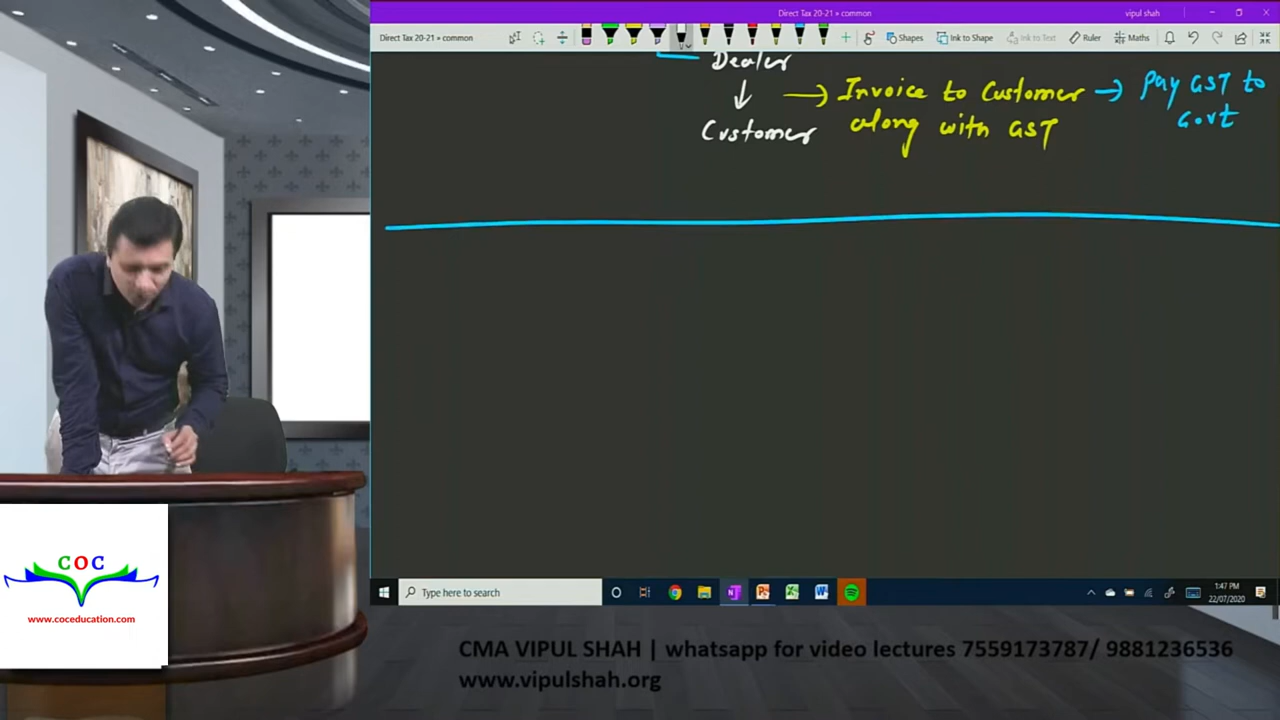 Direct Tax 20-21 » common
vipul shah
Direct Tax 20-21 » common
Shapes
Ink to Shape
Ink to Text
Ruler
Maths
Dealer
↓
Customer
→ Invoice to Customer
along with GST
→ Pay GST to
Govt
Type here to search
1:47 PM
22/07/2020
COC
www.coceducation.com
CMA VIPUL SHAH | whatsapp for video lectures 7559173787/ 9881236536
www.vipulshah.org